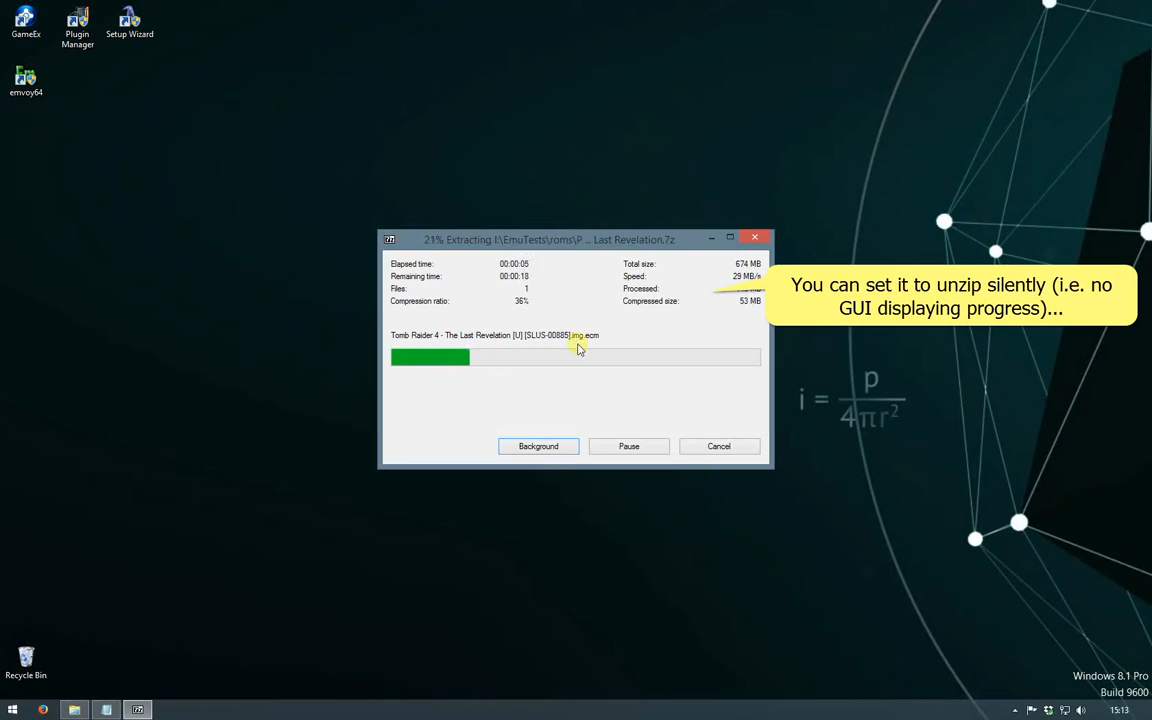 GameEx
Plugin
Manager
Setup Wizard
emvoy64
21% Extracting I:\EmuTests\roms\P ... Last Revelation.7z
Elapsed time: 00:00:05 Total size: 674 MB
Remaining time: 00:00:18 Speed: 29 MB/s
Files: 1 Processed:
Compression ratio: 36% Compressed size: 53 MB
You can set it to unzip silently (i.e. no
GUI displaying progress)...
Tomb Raider 4 - The Last Revelation [U] [SLUS-00885].img.ecm
i = p
4πr²
Background Pause Cancel
Recycle Bin
Windows 8.1 Pro
Build 9600
15:13